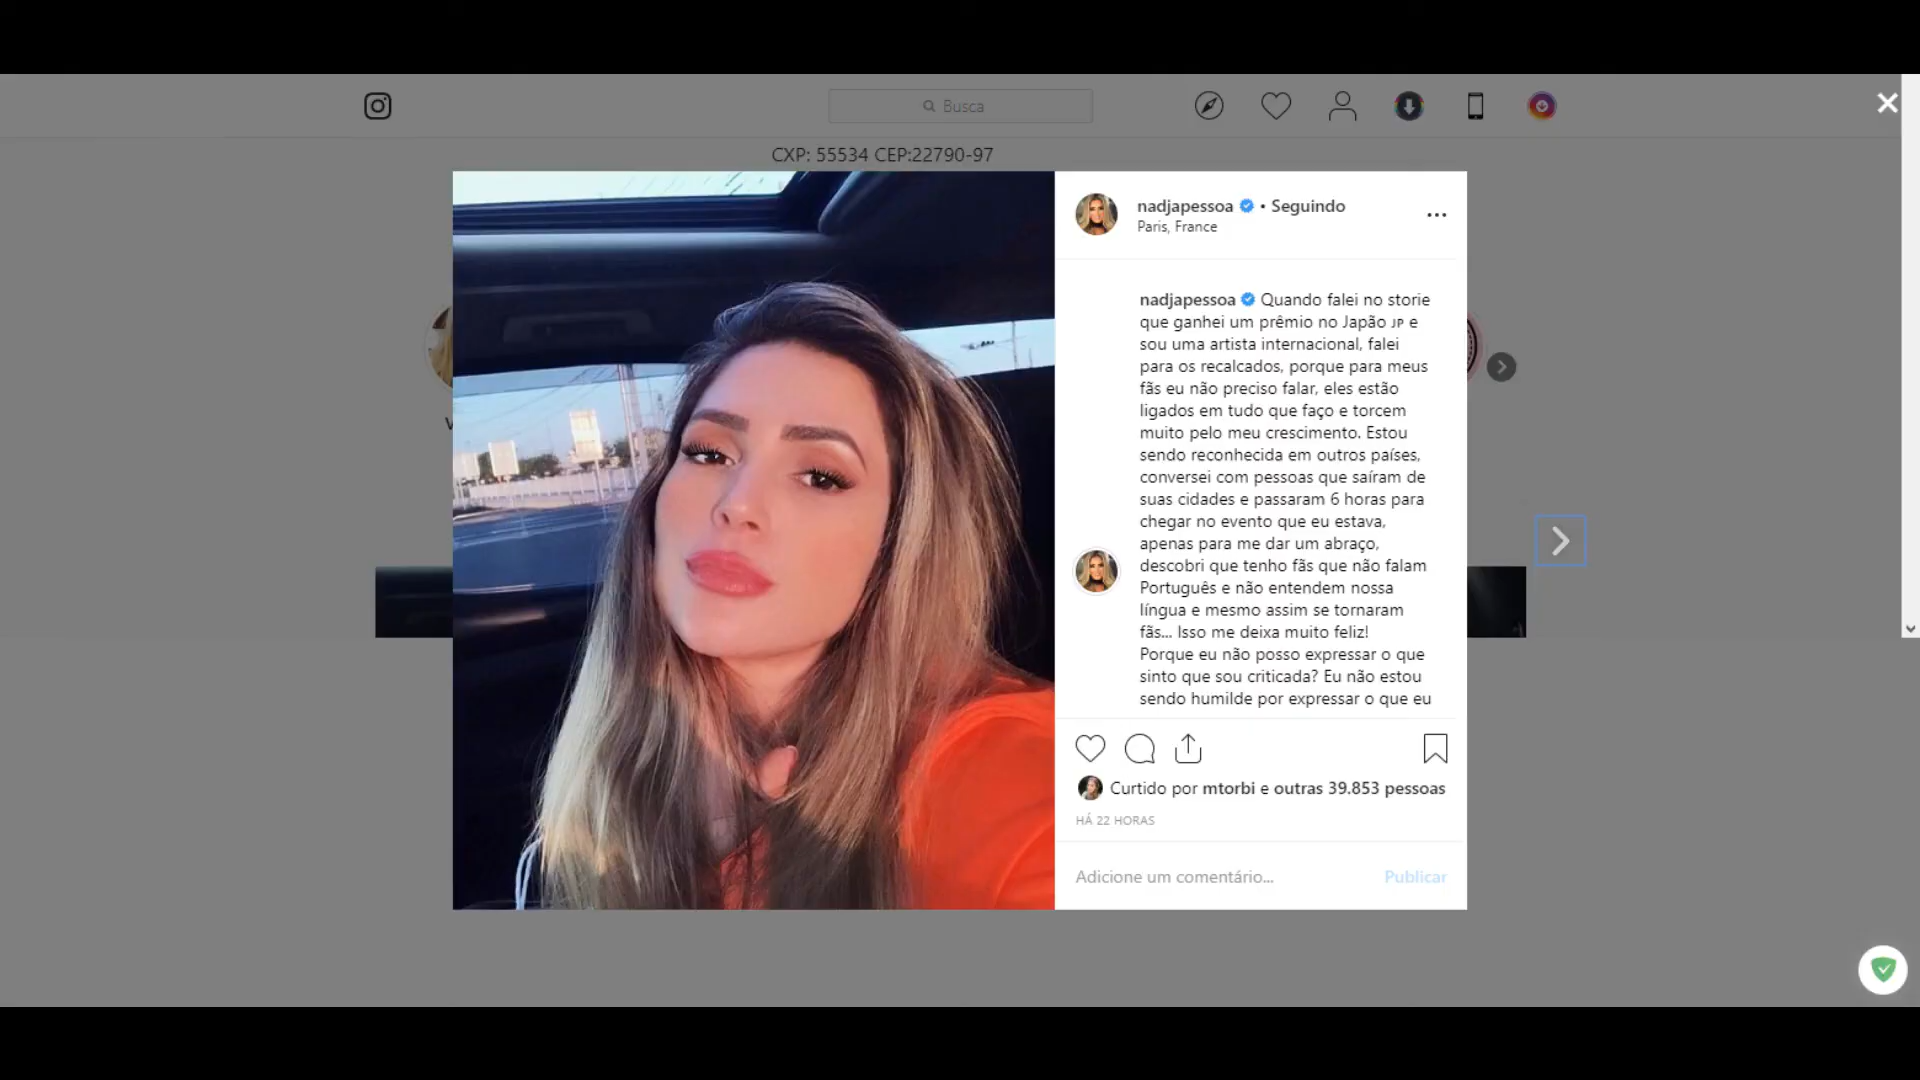 Busca
CXP: 55534 CEP:22790-97
nadjapessoa • Seguindo
Paris, France
nadjapessoa Quando falei no storie
que ganhei um prêmio no Japão JP e
sou uma artista internacional, falei
para os recalcados, porque para meus
fãs eu não preciso falar, eles estão
ligados em tudo que faço e torcem
muito pelo meu crescimento. Estou
sendo reconhecida em outros países,
conversei com pessoas que saíram de
suas cidades e passaram 6 horas para
chegar no evento que eu estava,
apenas para me dar um abraço,
descobri que tenho fãs que não falam
Português e não entendem nossa
língua e mesmo assim se tornaram
fãs... Isso me deixa muito feliz!
Porque eu não posso expressar o que
sinto que sou criticada? Eu não estou
sendo humilde por expressar o que eu
Curtido por mtorbi e outras 39.853 pessoas
HÁ 22 HORAS
Adicione um comentário... Publicar